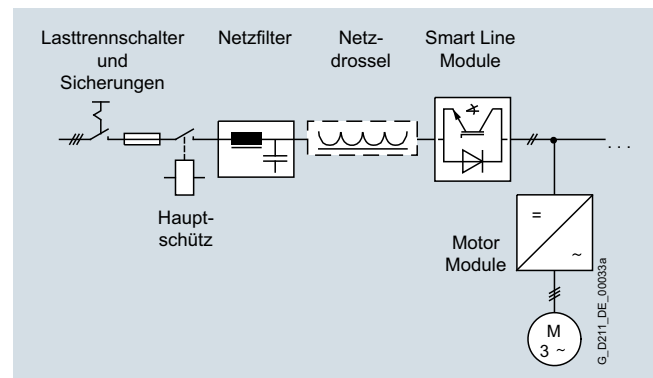 Lasttrennschalter
und
Sicherungen
Netzfilter
Netz-
drossel
Smart Line
Module
Haupt-
schütz
. . .
=
~
Motor
Module
M
3 ~
G_D211_DE_00033a